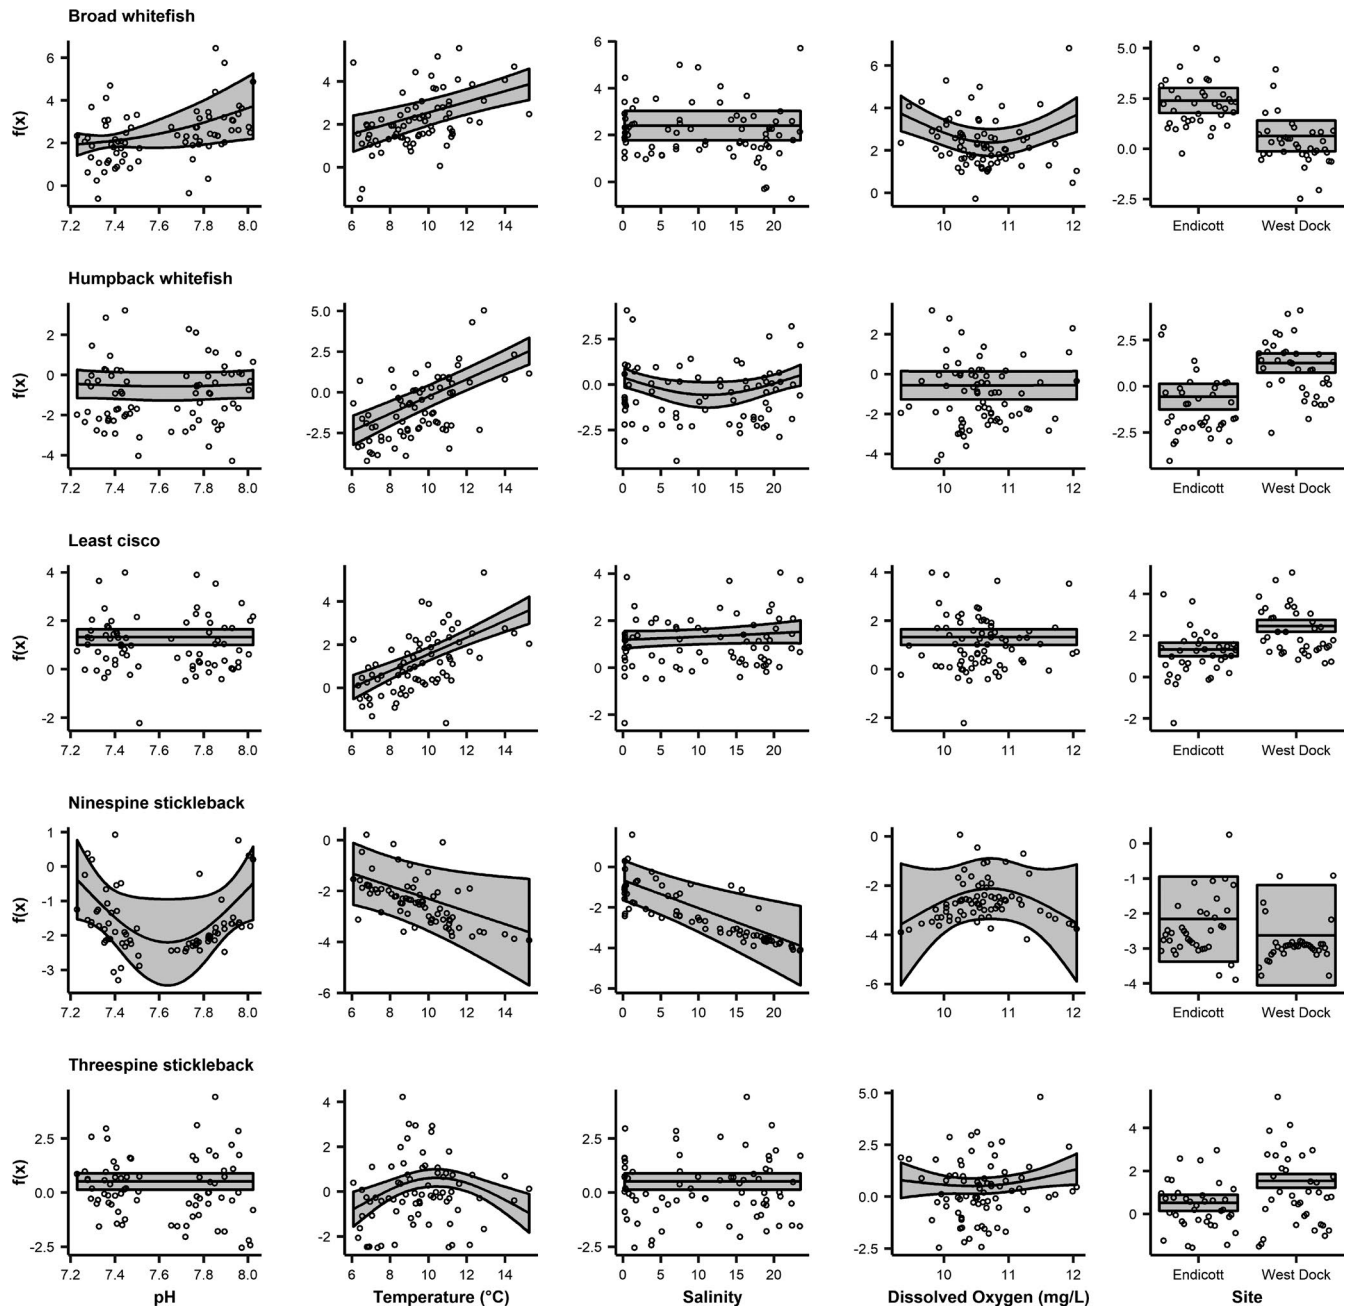 Broad whitefish
f(x)
6
4
2
0
7.2 7.4 7.6 7.8 8.0
4
2
0
6 8 10 12 14
6
4
2
0
0 5 10 15 20
6
4
2
0
10 11 12
5.0
2.5
0.0
-2.5
Endicott West Dock
Humpback whitefish
f(x)
2
0
-2
-4
7.2 7.4 7.6 7.8 8.0
5.0
2.5
0.0
-2.5
6 8 10 12 14
2.5
0.0
-2.5
0 5 10 15 20
2
0
-2
-4
10 11 12
2.5
0.0
-2.5
Endicott West Dock
Least cisco
f(x)
4
2
0
-2
7.2 7.4 7.6 7.8 8.0
4
2
0
6 8 10 12 14
4
2
0
-2
0 5 10 15 20
4
2
0
-2
10 11 12
4
2
0
-2
Endicott West Dock
Ninespine stickleback
f(x)
1
0
-1
-2
-3
7.2 7.4 7.6 7.8 8.0
0
-2
-4
-6
6 8 10 12 14
0
-2
-4
-6
0 5 10 15 20
0
-2
-4
-6
10 11 12
0
-1
-2
-3
-4
Endicott West Dock
Threespine stickleback
f(x)
2.5
0.0
-2.5
7.2 7.4 7.6 7.8 8.0
pH
4
2
0
-2
6 8 10 12 14
Temperature (°C)
2.5
0.0
-2.5
0 5 10 15 20
Salinity
5.0
2.5
0.0
-2.5
10 11 12
Dissolved Oxygen (mg/L)
4
2
0
Endicott West Dock
Site